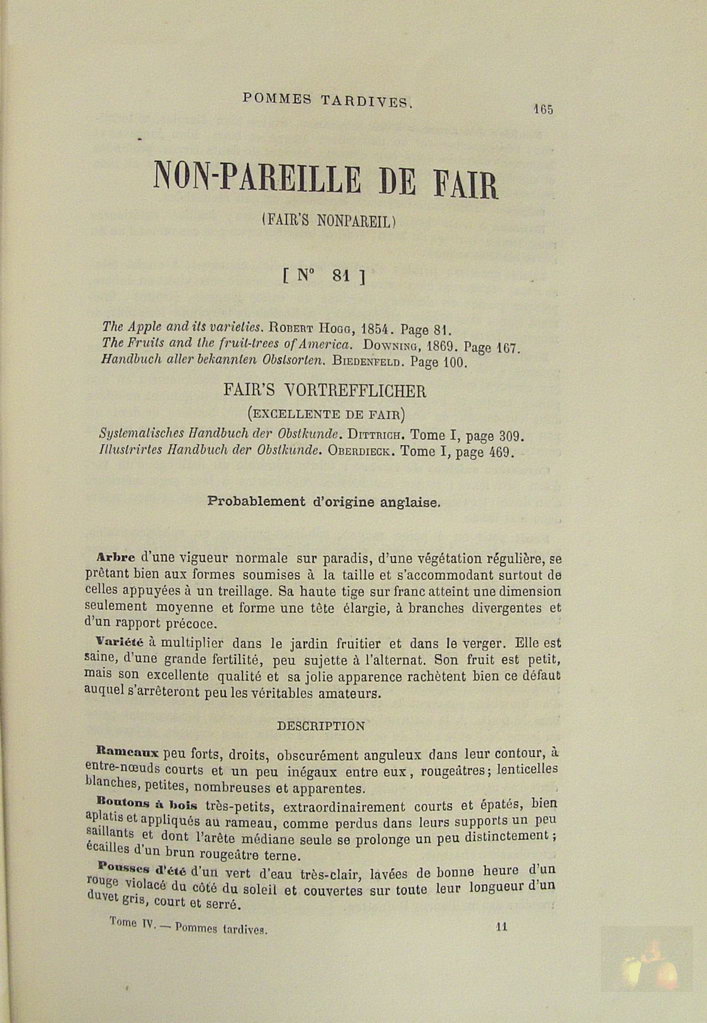 POMMES TARDIVES.
165
NON-PAREILLE DE FAIR
(FAIR'S NONPAREIL)
[ N° 81 ]
The Apple and its varieties. ROBERT HOGG, 1854. Page 81.
The Fruits and the fruit-trees of America. DOWNING, 1869. Page 167.
Handbuch aller bekannten Obstsorten. BIEDENFELD. Page 100.
FAIR'S VORTREFFLICHER
(EXCELLENTE DE FAIR)
Systematisches Handbuch der Obstkunde. DITTRICH. Tome I, page 309.
Illustrirtes Handbuch der Obstkunde. OBERDIECK. Tome I, page 469.
Probablement d'origine anglaise.
Arbre d'une vigueur normale sur paradis, d'une végétation régulière, se
prêtant bien aux formes soumises à la taille et s'accommodant surtout de
celles appuyées à un treillage. Sa haute tige sur franc atteint une dimension
seulement moyenne et forme une tête élargie, à branches divergentes et
d'un rapport précoce.
Variété à multiplier dans le jardin fruitier et dans le verger. Elle est
saine, d'une grande fertilité, peu sujette à l'alternat. Son fruit est petit,
mais son excellente qualité et sa jolie apparence rachètent bien ce défaut
auquel s'arrêteront peu les véritables amateurs.
DESCRIPTION
Rameaux peu forts, droits, obscurément anguleux dans leur contour, à
entre-nœuds courts et un peu inégaux entre eux, rougeâtres; lenticelles
blanches, petites, nombreuses et apparentes.
Boutons à bois très-petits, extraordinairement courts et épatés, bien
aplatis et appliqués au rameau, comme perdus dans leurs supports un peu
saillants et dont l'arête médiane seule se prolonge un peu distinctement;
écailles d'un brun rougeâtre terne.
Pousses d'été d'un vert d'eau très-clair, lavées de bonne heure d'un
rouge violacé du côté du soleil et couvertes sur toute leur longueur d'un
duvet gris, court et serré.
Tome IV. — Pommes tardives.
11